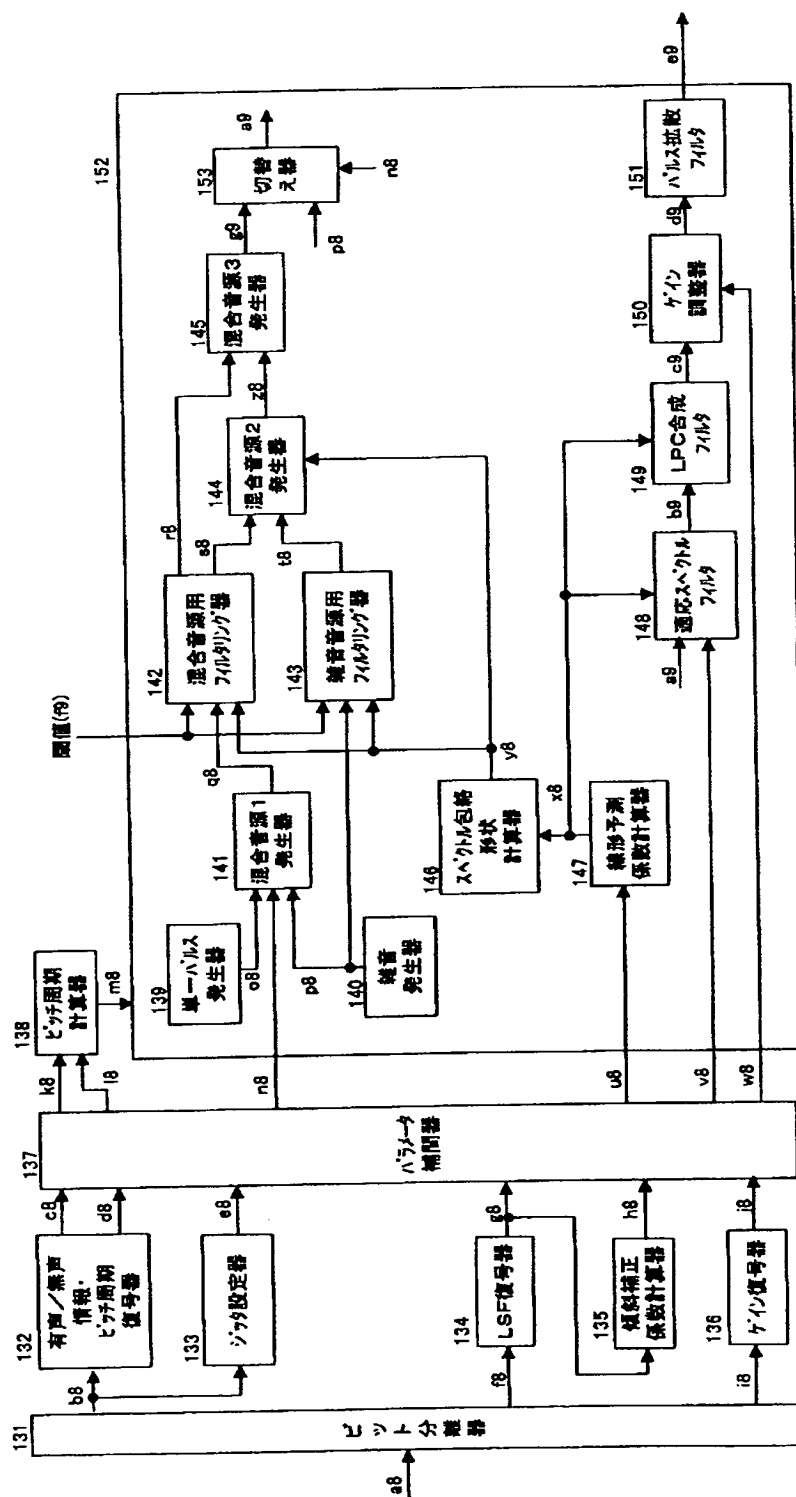 a8
131
ビット分離器
b8
132
有声／無声
情報・
ピッチ周期
復号器
133
ジッタ設定器
f8
134
LSF復号器
135
傾斜補正
係数計算器
i8
136
ゲイン復号器
c8
d8
e8
g8
h8
j8
137
パラメータ
補間器
k8
l8
138
ピッチ周期
計算器
m8
n8
u8
v8
w8
152
139
単一パルス
発生器
o8
p8
140
雑音
発生器
141
混合音源1
発生器
q8
閾値(f9)
142
混合音源用
フィルタリング器
143
雑音音源用
フィルタリング器
r8
s8
t8
144
混合音源2
発生器
z8
145
混合音源3
発生器
g9
153
切替
え器
a9
p8
n8
146
スペクトル包絡
形状
計算器
y8
147
線形予測
係数計算器
x8
a9
148
適応スペクトル
フィルタ
b9
149
LPC合成
フィルタ
c9
150
ゲイン
調整器
d9
151
パルス拡散
フィルタ
e9